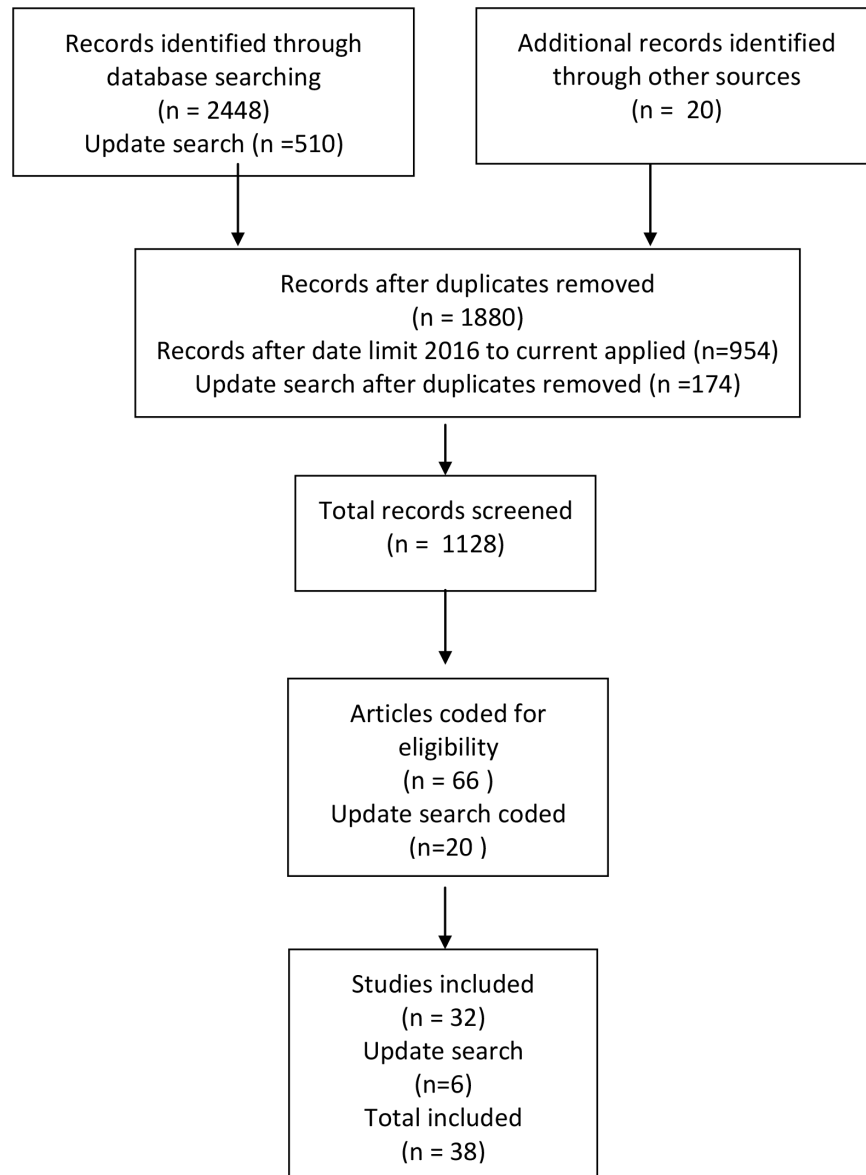 Records identified through
database searching
(n = 2448)
Update search (n =510)
Additional records identified
through other sources
(n =  20)
Records after duplicates removed
(n = 1880)
Records after date limit 2016 to current applied (n=954)
Update search after duplicates removed (n =174)
Total records screened
(n =  1128)
Articles coded for
eligibility
(n = 66 )
Update search coded
(n=20 )
Studies included
(n = 32)
Update search
(n=6)
Total included
(n = 38)